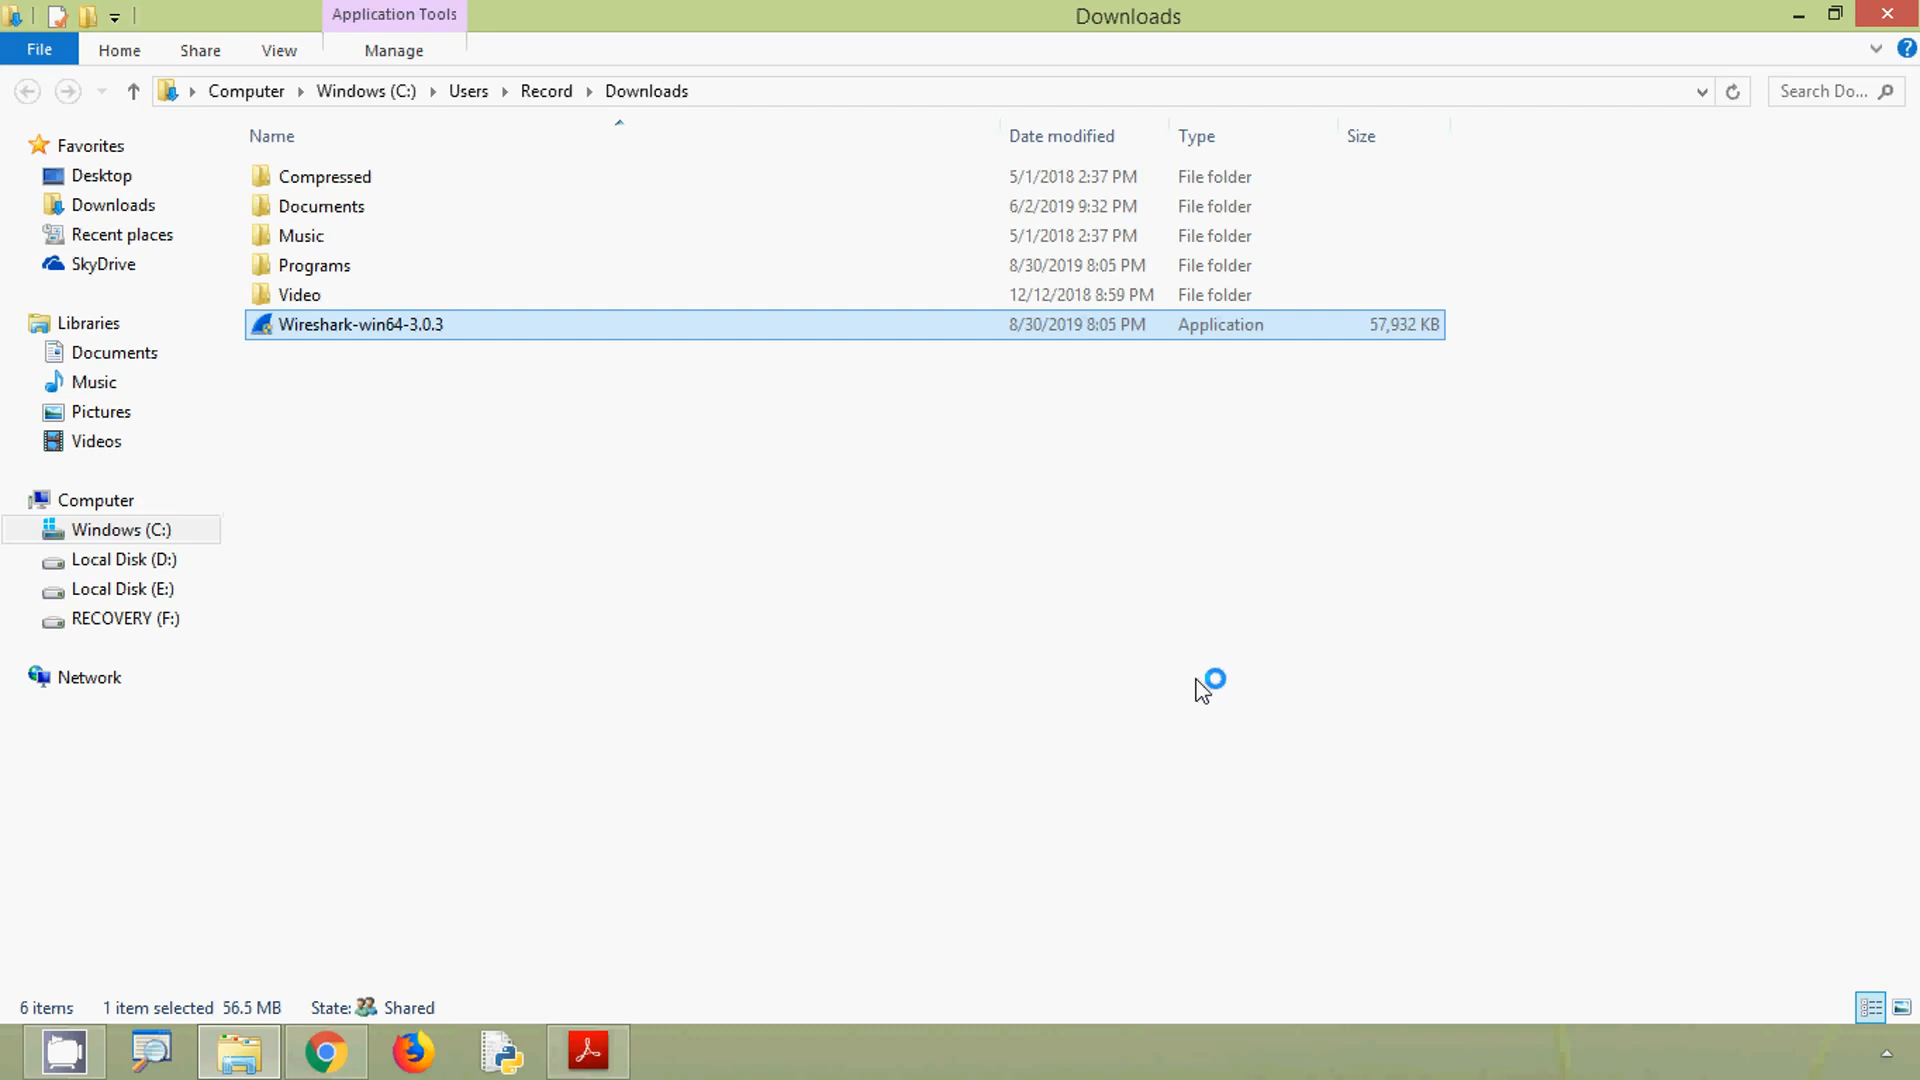 Application Tools
Downloads
File
Home
Share
View
Manage
Computer
Windows (C:)
Users
Record
Downloads
Search Do...
Name
Date modified
Type
Size
Favorites
Desktop
Downloads
Recent places
SkyDrive
Libraries
Documents
Music
Pictures
Videos
Computer
Windows (C:)
Local Disk (D:)
Local Disk (E:)
RECOVERY (F:)
Network
Compressed 5/1/2018 2:37 PM File folder
Documents 6/2/2019 9:32 PM File folder
Music 5/1/2018 2:37 PM File folder
Programs 8/30/2019 8:05 PM File folder
Video 12/12/2018 8:59 PM File folder
Wireshark-win64-3.0.3 8/30/2019 8:05 PM Application 57,932 KB
6 items 1 item selected 56.5 MB State: Shared